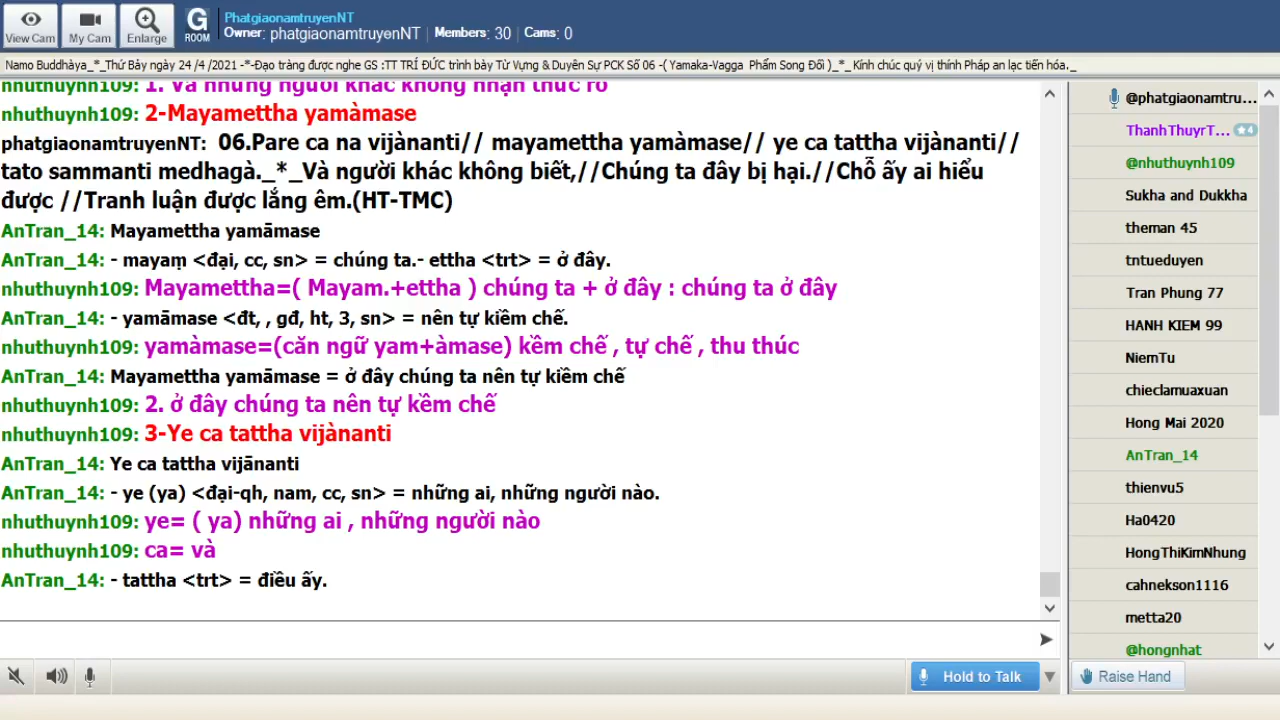 View Cam
My Cam
Enlarge
G
ROOM
PhatgiaonamtruyenNT
Owner: phatgiaonamtruyenNT | Members: 30 | Cams: 0
Namo Buddhàya_*_Thứ Bảy ngày 24 /4 /2021 -*-Đạo tràng được nghe GS :TT TRÍ ĐỨC trình bày Từ Vựng & Duyên Sự PCK Số 06 -( Yamaka-Vagga Phẩm Song Đối )_*_ Kính chúc quý vị thính Pháp an lạc tiến hóa._
nhuthuynh109: 1. Và những người khác không nhận thức rõ
nhuthuynh109: 2-Mayamettha yamàmase
phatgiaonamtruyenNT: 06.Pare ca na vijànanti// mayamettha yamàmase// ye ca tattha vijànanti//
tato sammanti medhagà._*_Và người khác không biết,//Chúng ta đây bị hại.//Chỗ ấy ai hiểu
được //Tranh luận được lắng êm.(HT-TMC)
AnTran_14: Mayamettha yamāmase
AnTran_14: - mayaṃ <đại, cc, sn> = chúng ta.- ettha <trt> = ở đây.
nhuthuynh109: Mayamettha=( Mayam.+ettha ) chúng ta + ở đây : chúng ta ở đây
AnTran_14: - yamāmase <đt, , gđ, ht, 3, sn> = nên tự kiềm chế.
nhuthuynh109: yamàmase=(căn ngữ yam+àmase) kềm chế , tự chế , thu thúc
AnTran_14: Mayamettha yamāmase = ở đây chúng ta nên tự kiềm chế
nhuthuynh109: 2. ở đây chúng ta nên tự kềm chế
nhuthuynh109: 3-Ye ca tattha vijànanti
AnTran_14: Ye ca tattha vijānanti
AnTran_14: - ye (ya) <đại-qh, nam, cc, sn> = những ai, những người nào.
nhuthuynh109: ye= ( ya) những ai , những người nào
nhuthuynh109: ca= và
AnTran_14: - tattha <trt> = điều ấy.
Hold to Talk
@phatgiaonamtru...
ThanhThuyrT... 4
@nhuthuynh109
Sukha and Dukkha
theman 45
tntueduyen
Tran Phung 77
HANH KIEM 99
NiemTu
chieclamuaxuan
Hong Mai 2020
AnTran_14
thienvu5
Ha0420
HongThiKimNhung
cahnekson1116
metta20
@hongnhat
Raise Hand